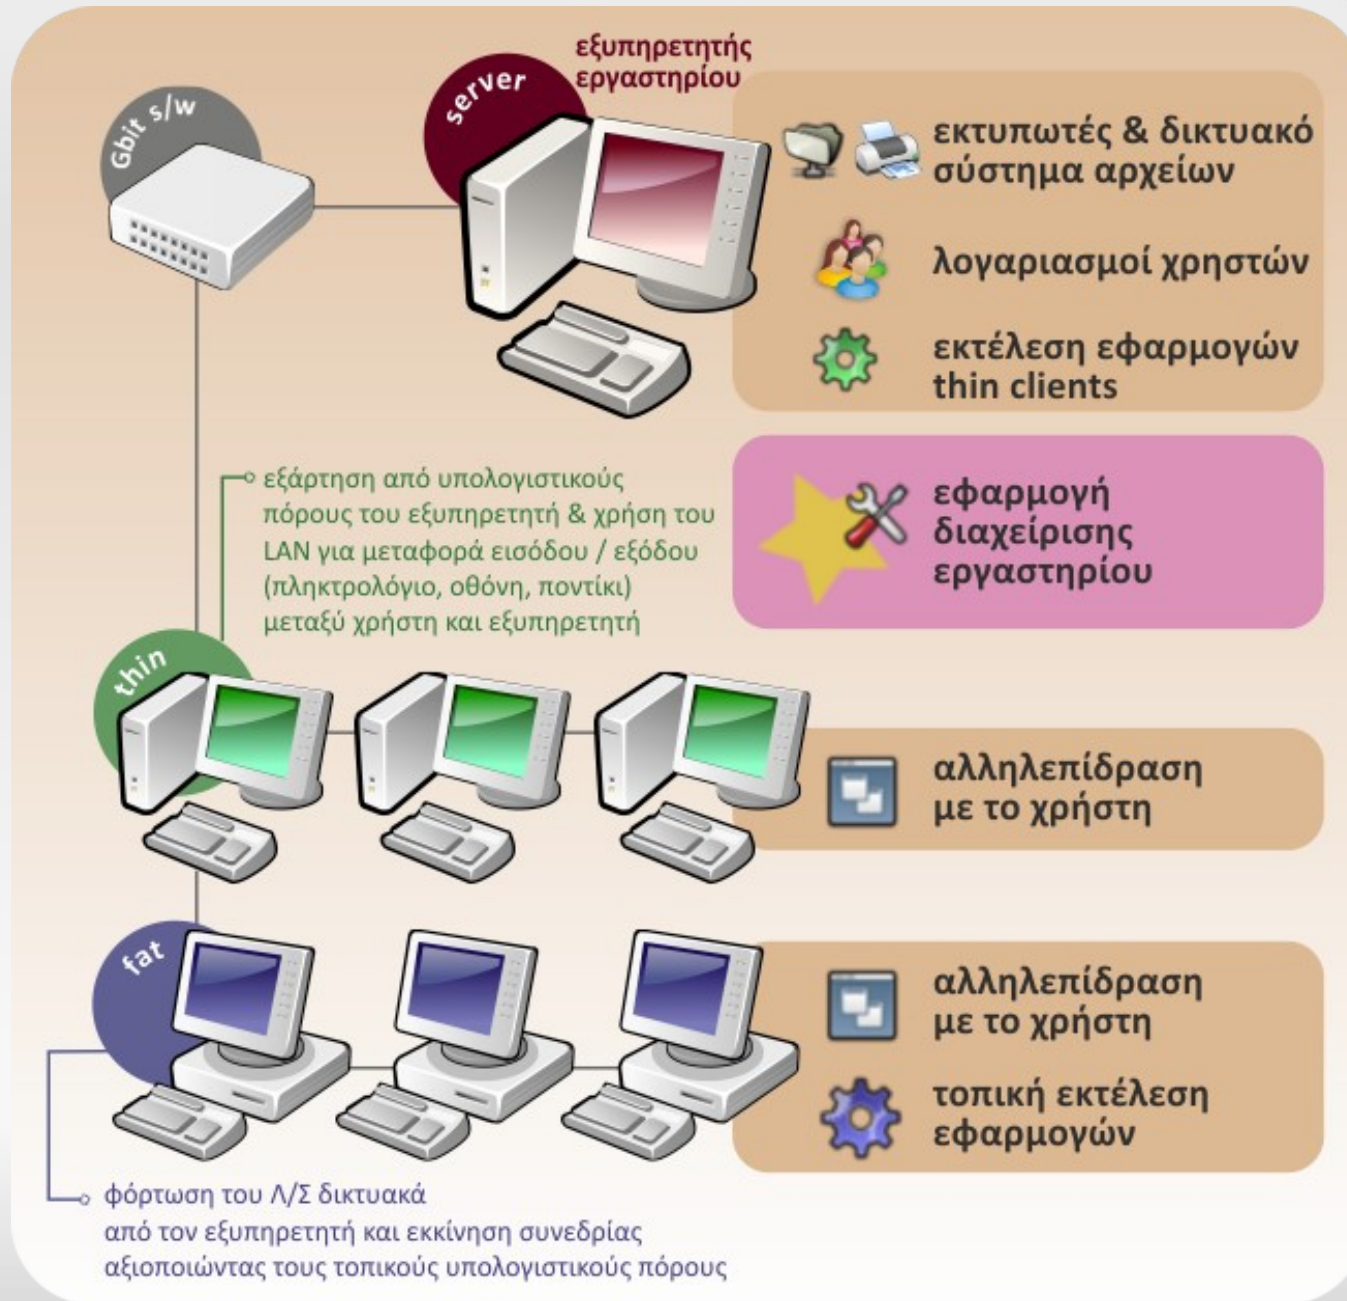 Gbit s/w
server
εξυπηρετητής
εργαστηρίου
εκτυπωτές & δικτυακό
σύστημα αρχείων
λογαριασμοί χρηστών
εκτέλεση εφαρμογών
thin clients
εξάρτηση από υπολογιστικούς
πόρους του εξυπηρετητή & χρήση του
LAN για μεταφορά εισόδου / εξόδου
(πληκτρολόγιο, οθόνη, ποντίκι)
μεταξύ χρήστη και εξυπηρετητή
εφαρμογή
διαχείρισης
εργαστηρίου
thin
αλληλεπίδραση
με το χρήστη
fat
αλληλεπίδραση
με το χρήστη
τοπική εκτέλεση
εφαρμογών
φόρτωση του Λ/Σ δικτυακά
από τον εξυπηρετητή και εκκίνηση συνεδρίας
αξιοποιώντας τους τοπικούς υπολογιστικούς πόρους